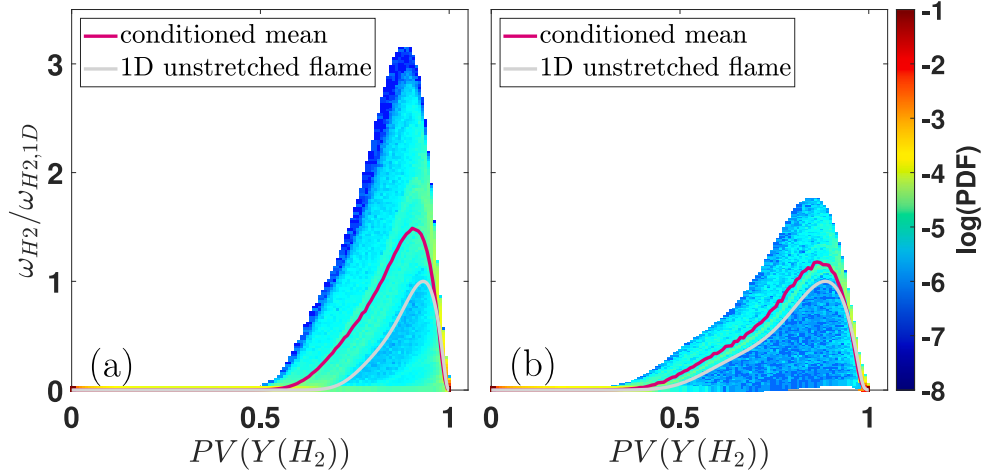 conditioned mean
1D unstretched flame
conditioned mean
1D unstretched flame
3
2
1
0
ω_{H2}/ω_{H2,1D}
(a)
(b)
0
0.5
1
0
0.5
1
PV(Y(H₂))
PV(Y(H₂))
-1
-2
-3
-4
-5
-6
-7
-8
log(PDF)